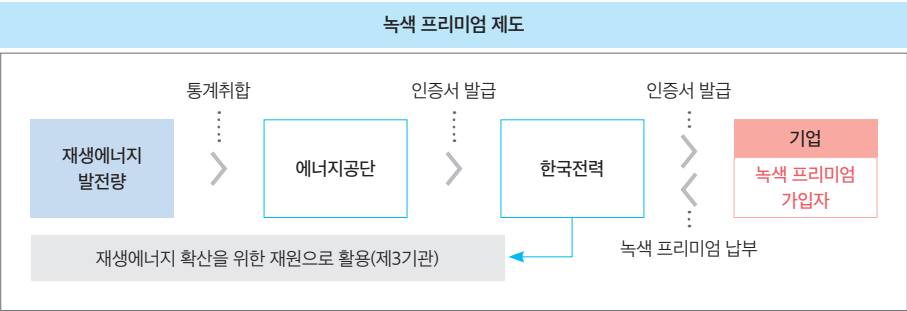 녹색 프리미엄 제도
통계취합
인증서 발급
인증서 발급
재생에너지
발전량
에너지공단
한국전력
기업
녹색 프리미엄
가입자
녹색 프리미엄 납부
재생에너지 확산을 위한 재원으로 활용(제3기관)